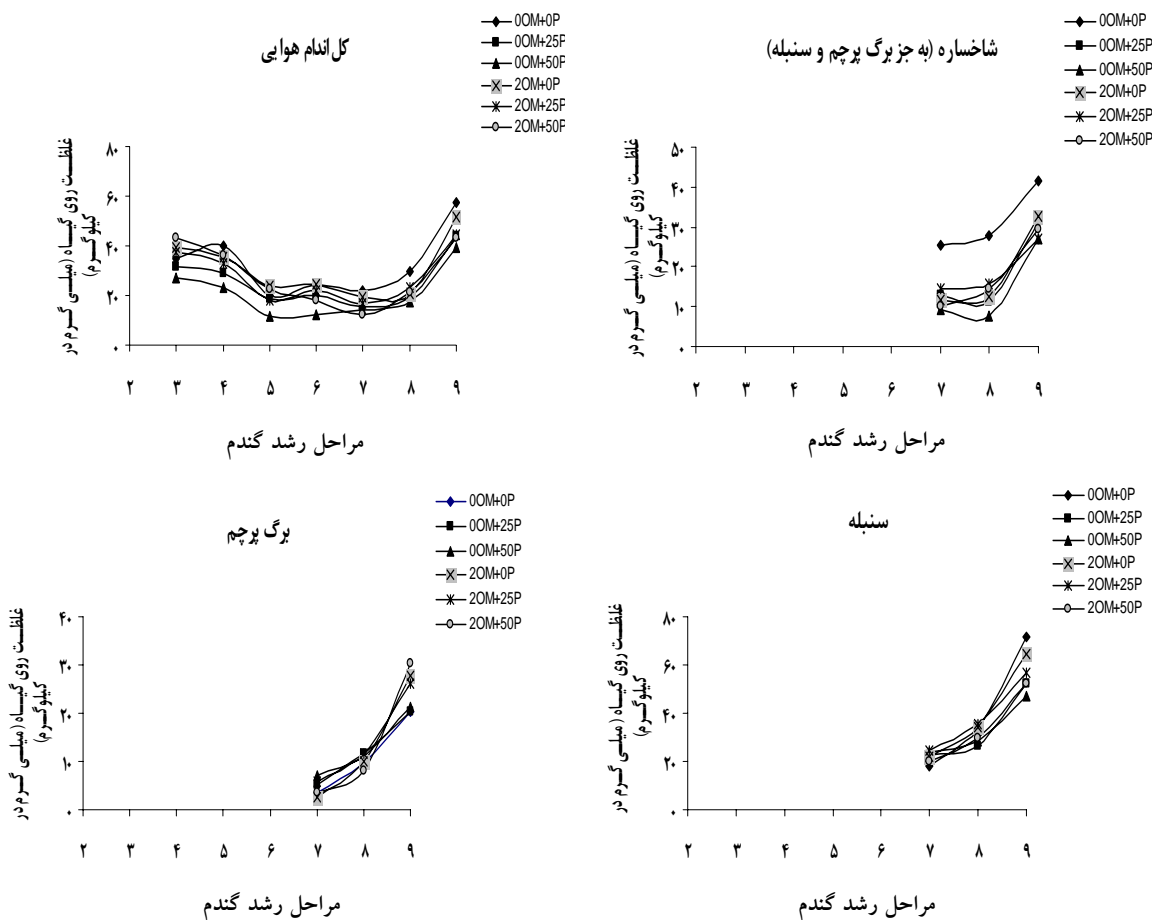 کل اندام هوایی
0OM+0P
0OM+25P
0OM+50P
2OM+0P
2OM+25P
2OM+50P
غلظت روی گیاه (میلی گرم در
کیلوگرم)
۸۰
۶۰
۴۰
۲۰
۰
۲ ۳ ۴ ۵ ۶ ۷ ۸ ۹
مراحل رشد گندم
شاخساره (به جز برگ پرچم و سنبله)
0OM+0P
0OM+25P
0OM+50P
2OM+0P
2OM+25P
2OM+50P
غلظت روی گیاه (میلی گرم در
کیلوگرم)
۵۰
۴۰
۳۰
۲۰
۱۰
۰
۲ ۳ ۴ ۵ ۶ ۷ ۸ ۹
مراحل رشد گندم
برگ پرچم
0OM+0P
0OM+25P
0OM+50P
2OM+0P
2OM+25P
2OM+50P
غلظت روی گیاه (میلی گرم در
کیلوگرم)
۴۰
۳۰
۲۰
۱۰
۰
۲ ۳ ۴ ۵ ۶ ۷ ۸ ۹
مراحل رشد گندم
سنبله
0OM+0P
0OM+25P
0OM+50P
2OM+0P
2OM+25P
2OM+50P
غلظت روی گیاه (میلی گرم در
کیلوگرم)
۸۰
۶۰
۴۰
۲۰
۰
۲ ۳ ۴ ۵ ۶ ۷ ۸ ۹
مراحل رشد گندم